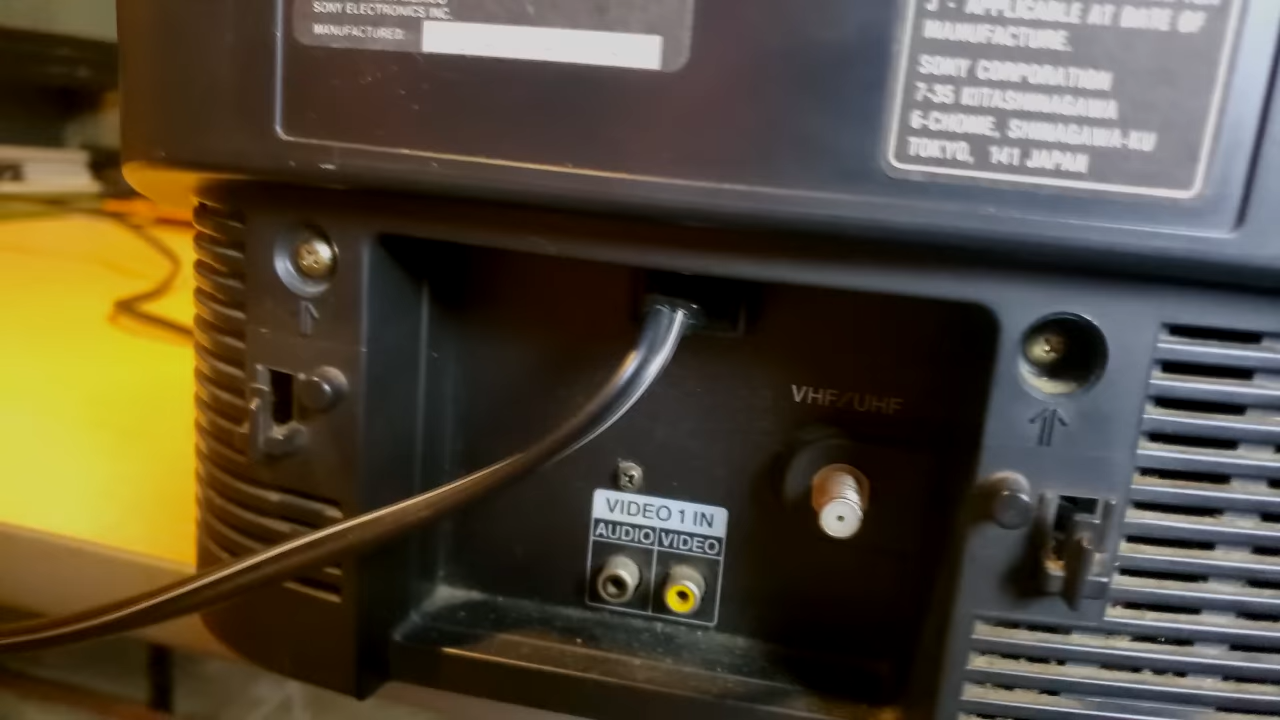 SONY ELECTRONICS INC.
MANUFACTURED:
J - APPLICABLE AT DATE OF
MANUFACTURE.
SONY CORPORATION
7-35 KITASHINAGAWA
6-CHOME, SHINAGAWA-KU
TOKYO, 141 JAPAN
VHF/UHF
VIDEO 1 IN
AUDIO VIDEO